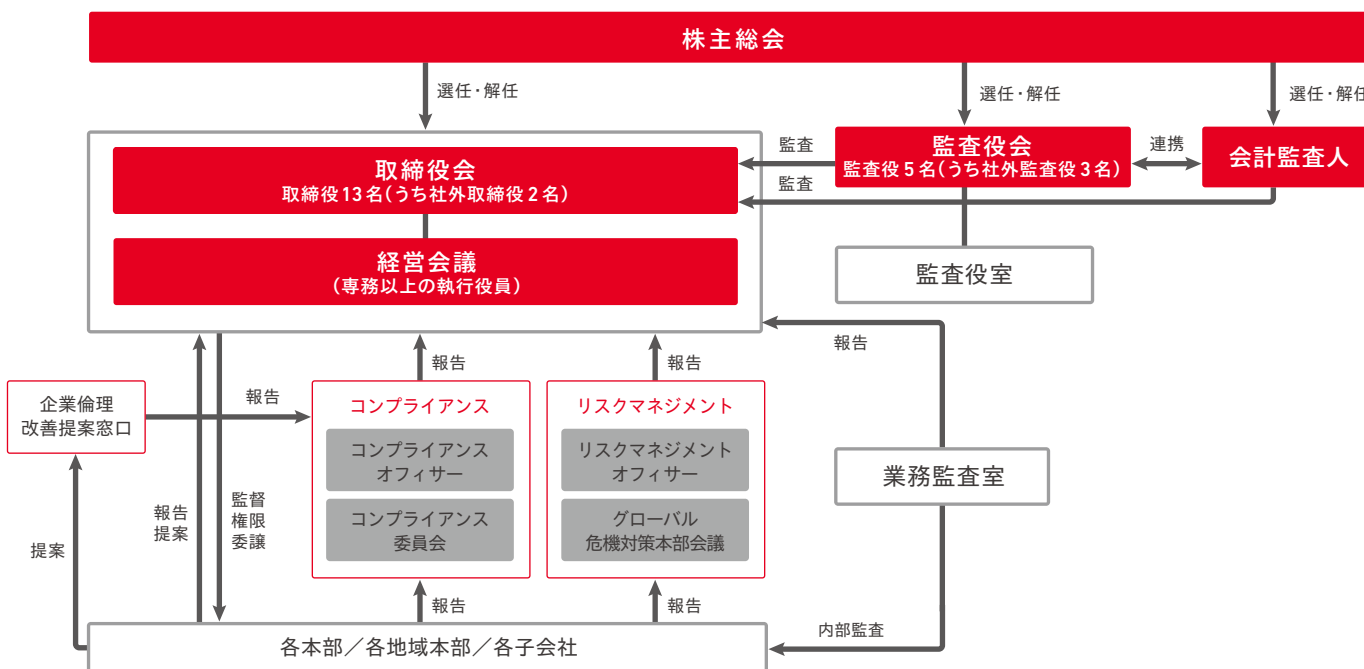 株主総会
選任・解任
選任・解任
選任・解任
取締役会
取締役13名(うち社外取締役2名)
監査
監査
監査役会
監査役5名(うち社外監査役3名)
連携
会計監査人
経営会議
(専務以上の執行役員)
監査役室
報告
報告
報告
企業倫理
改善提案窓口
報告
コンプライアンス
コンプライアンス
オフィサー
コンプライアンス
委員会
リスクマネジメント
リスクマネジメント
オフィサー
グローバル
危機対策本部会議
業務監査室
提案
報告
提案
監督
権限
委譲
報告
報告
内部監査
各本部／各地域本部／各子会社